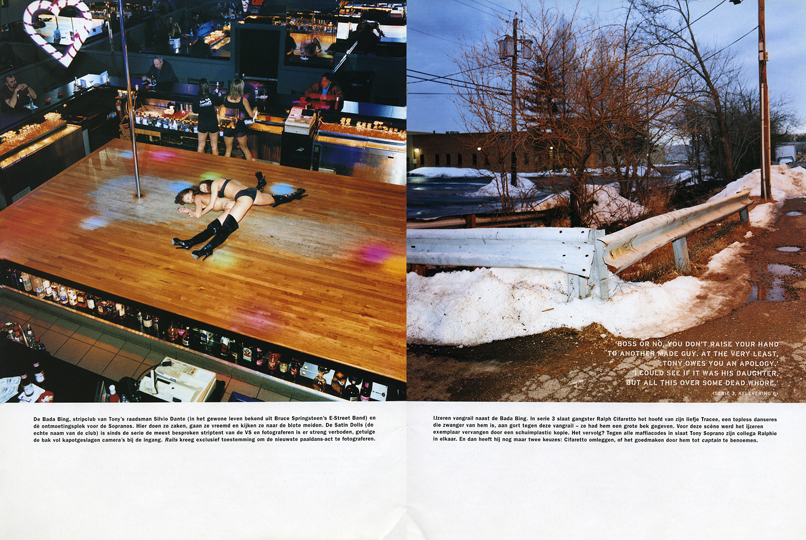 'BOSS OR NO, YOU DON'T RAISE YOUR HAND
TO ANOTHER MADE GUY. AT THE VERY LEAST,
TONY OWES YOU AN APOLOGY.
I COULD SEE IF IT WAS HIS DAUGHTER,
BUT ALL THIS OVER SOME DEAD WHORE.'
(SERIE 3, AFLEVERING 8)
De Bada Bing, stripclub van Tony's raadsman Silvio Dante (in het gewone leven bekend uit Bruce Springsteen's E-Street Band) en
dé ontmoetingsplek voor de Sopranos. Hier doen ze zaken, gaan ze vreemd en kijken ze naar de blote meiden. De Satin Dolls (de
echte naam van de club) is sinds de serie de meest besproken striptent van de VS en fotograferen is er streng verboden, getuige
de bak vol kapotgeslagen camera's bij de ingang. Rails kreeg exclusief toestemming om de nieuwste paaldans-act te fotograferen.
IJzeren vangrail naast de Bada Bing. In serie 3 slaat gangster Ralph Cifaretto het hoofd van zijn liefje Tracee, een topless danseres
die zwanger van hem is, aan gort tegen deze vangrail – ze had hem een grote bek gegeven. Voor deze scène werd het ijzeren
exemplaar vervangen door een schuimplastic kopie. Het vervolg? Tegen alle maffiacodes in slaat Tony Soprano zijn collega Ralphie
in elkaar. En dan heeft hij nog maar twee keuzes: Cifaretto omleggen, of het goedmaken door hem tot captain te benoemen.